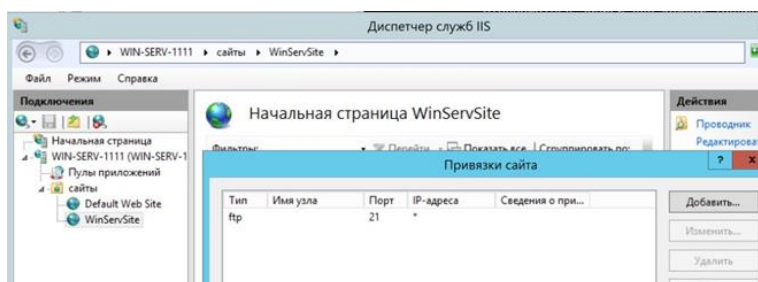 Диспетчер служб IIS
WIN-SERV-1111 сайты WinServSite
Файл Режим Справка
Подключения
Начальная страница
WIN-SERV-1111 (WIN-SERV-1
Пулы приложений
сайты
Default Web Site
WinServSite
Начальная страница WinServSite
Фильтры: Перейти Показать все Сгруппировать по:
Действия
Проводник
Редактирова
Привязки сайта
? x
Тип Имя узла Порт IP-адреса Сведения о при...
ftp 21 *
Добавить...
Изменить...
Удалить